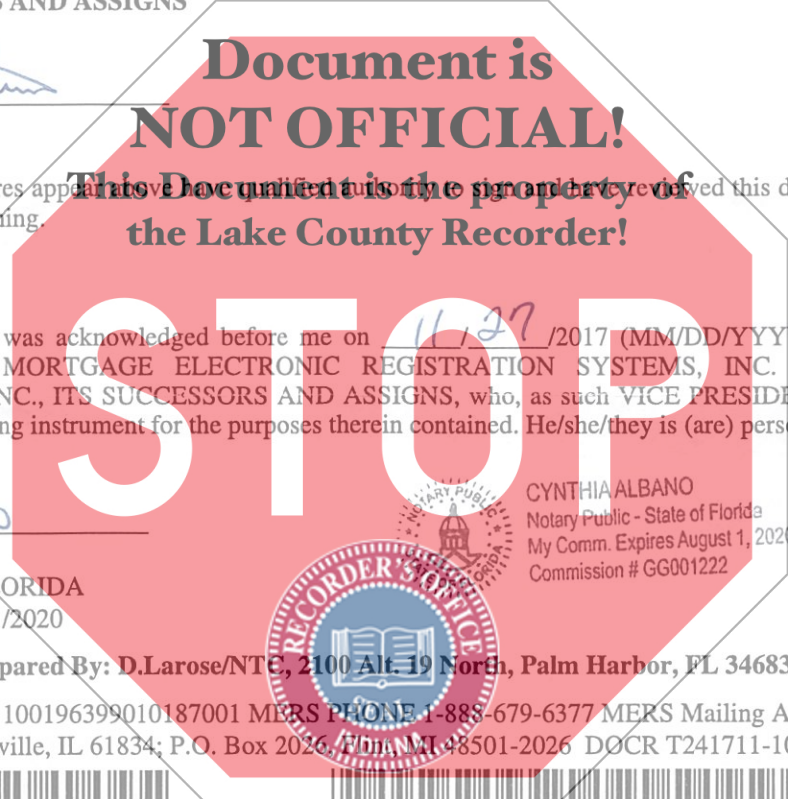 AND ASSIGNS
Document is
NOT OFFICIAL!
res appear above have qualified authority to sign and have reviewed this d
This Document is the property of
ning.
the Lake County Recorder!
STOP
was acknowledged before me on 11/27/2017 (MM/DD/YYY
MORTGAGE ELECTRONIC REGISTRATION SYSTEMS, INC.
NC., ITS SUCCESSORS AND ASSIGNS, who, as such VICE PRESIDE
ng instrument for the purposes therein contained. He/she/they is (are) pers
NOTARY PUBLIC
CYNTHIA ALBANO
Notary Public - State of Florida
My Comm. Expires August 1, 2020
Commission # GG001222
ORIDA
/2020
RECORDER'S OFFICE
INDIANA
pared By: D.Larose/NTC, 2100 Alt. 19 North, Palm Harbor, FL 34683
100196399010187001 MERS PHONE 1-888-679-6377 MERS Mailing A
ville, IL 61834; P.O. Box 2026, Flint, MI 48501-2026 DOCR T241711-10